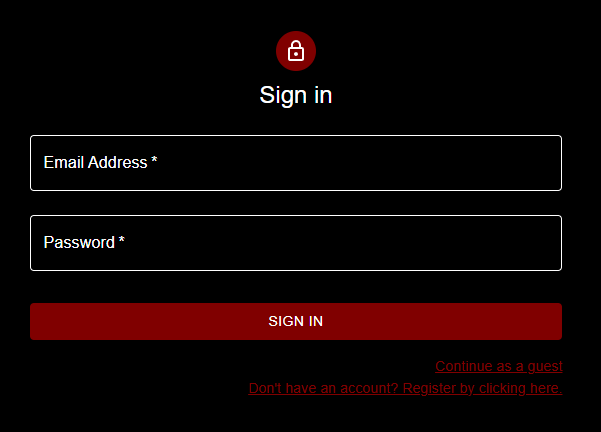 Sign in
Email Address *
Password *
SIGN IN
Continue as a guest
Don't have an account? Register by clicking here.